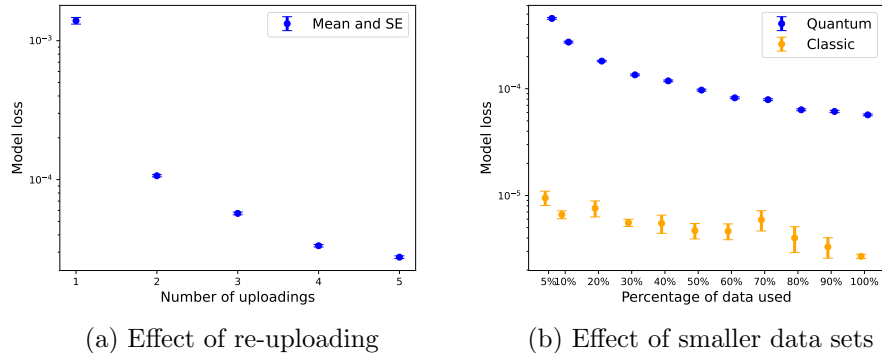 Mean and SE
10⁻³
10⁻⁴
Model loss
1 2 3 4 5
Number of uploadings
(a) Effect of re-uploading
Quantum
Classic
10⁻⁴
10⁻⁵
Model loss
5% 10% 20% 30% 40% 50% 60% 70% 80% 90% 100%
Percentage of data used
(b) Effect of smaller data sets